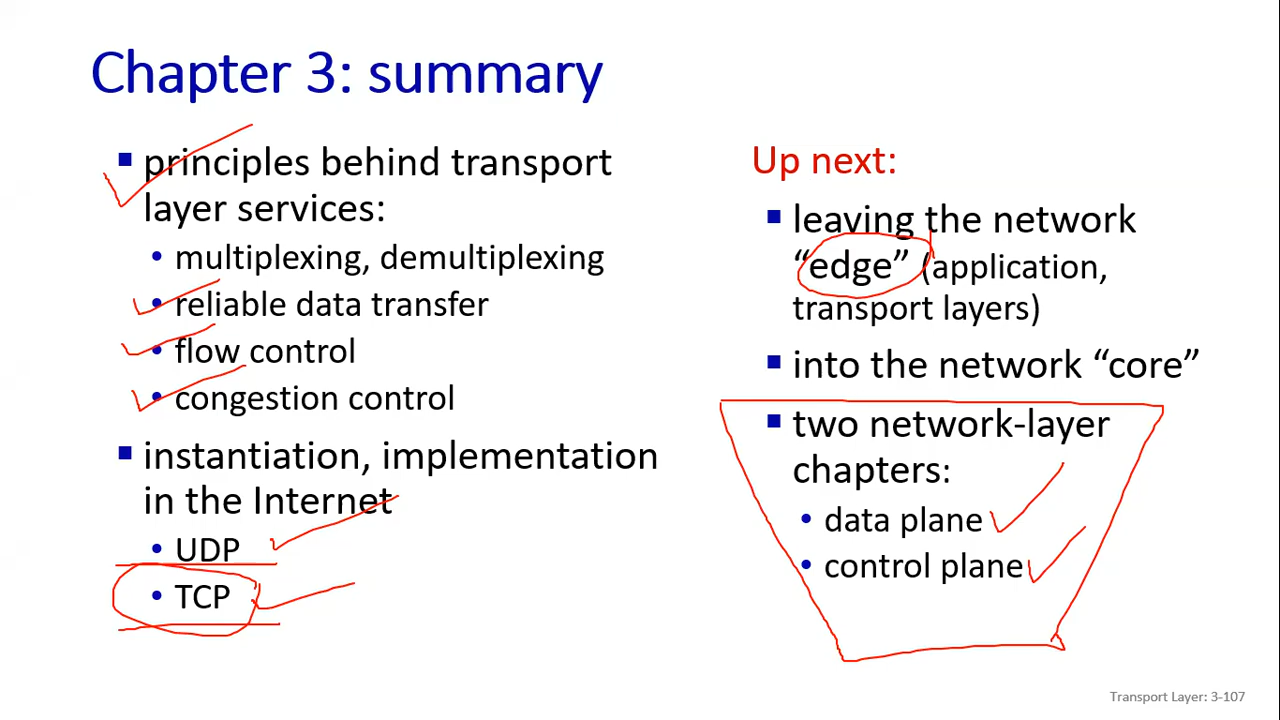 Chapter 3: summary
▪ principles behind transport
layer services:
• multiplexing, demultiplexing
• reliable data transfer
• flow control
• congestion control
▪ instantiation, implementation
in the Internet
• UDP
• TCP
Up next:
▪ leaving the network
“edge” (application,
transport layers)
▪ into the network “core”
▪ two network-layer
chapters:
• data plane
• control plane
Transport Layer: 3-107